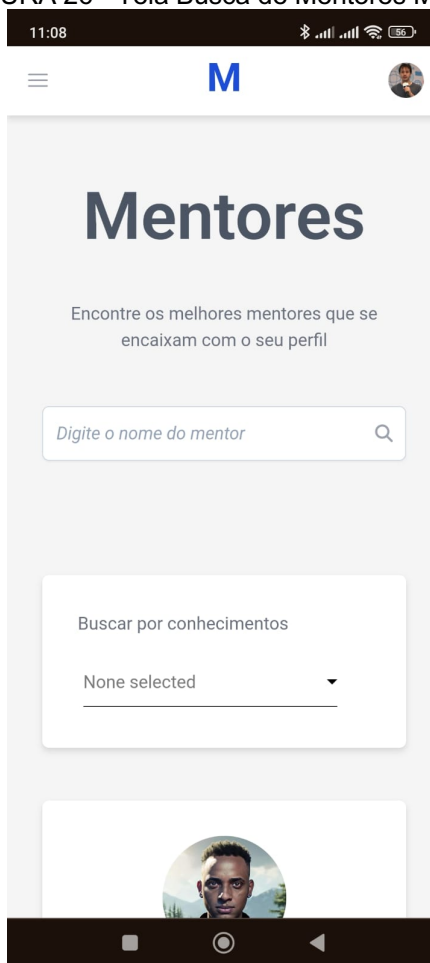 11:08
56
M
Mentores
Encontre os melhores mentores que se
encaixam com o seu perfil
Digite o nome do mentor
Buscar por conhecimentos
None selected